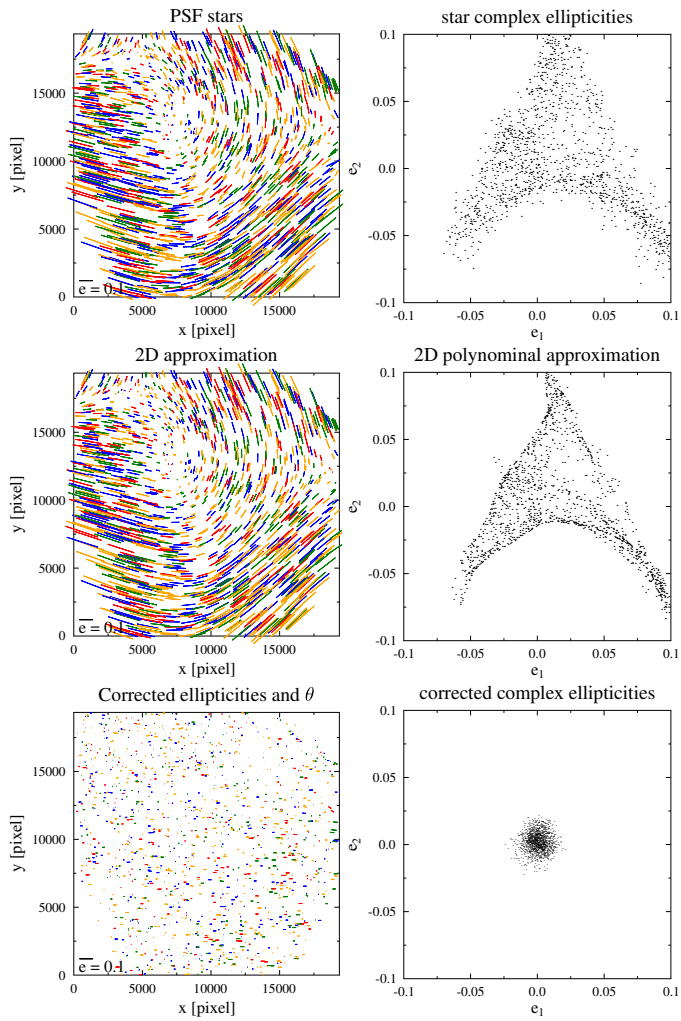 PSF stars
15000
10000
5000
0
0 5000 10000 15000
y [pixel]
x [pixel]
e = 0.1
star complex ellipticities
0.1
0.05
0.0
-0.05
-0.1
-0.1 -0.05 0.0 0.05 0.1
e₂
e₁
2D approximation
15000
10000
5000
0
0 5000 10000 15000
y [pixel]
x [pixel]
e = 0.1
2D polynominal approximation
0.1
0.05
0.0
-0.05
-0.1
-0.1 -0.05 0.0 0.05 0.1
e₂
e₁
Corrected ellipticities and θ
15000
10000
5000
0
0 5000 10000 15000
y [pixel]
x [pixel]
e = 0.1
corrected complex ellipticities
0.1
0.05
0.0
-0.05
-0.1
-0.1 -0.05 0.0 0.05 0.1
e₂
e₁